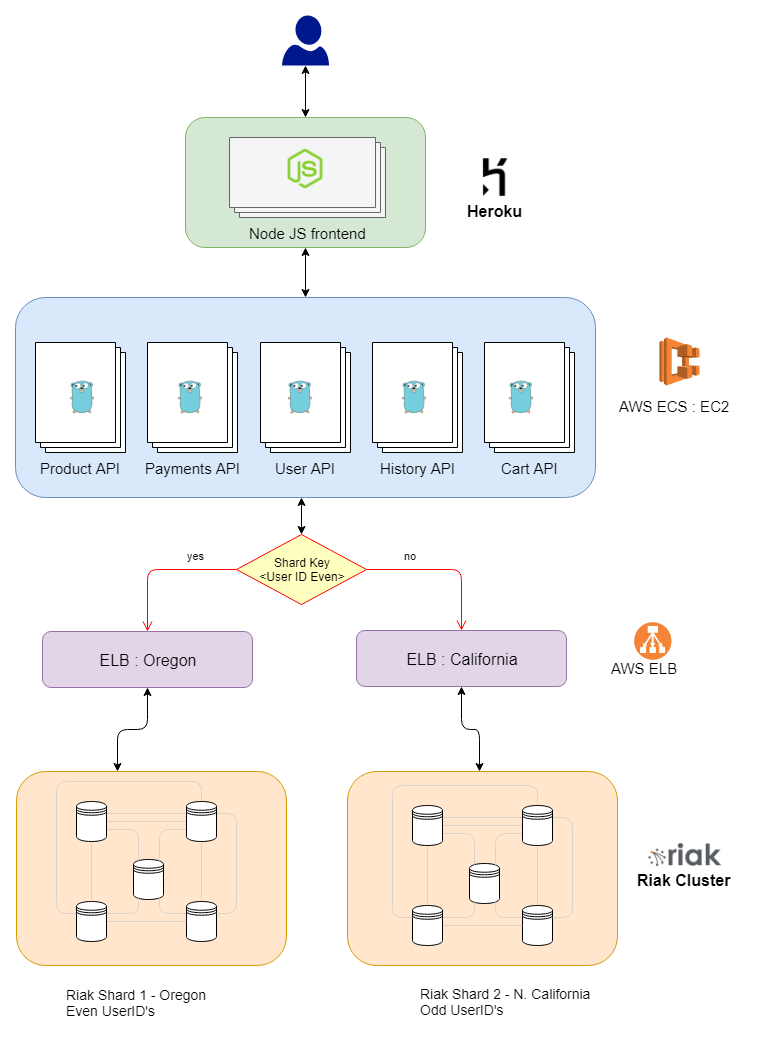 JS
Node JS frontend
Heroku
Product API
Payments API
User API
History API
Cart API
AWS ECS : EC2
yes
Shard Key
<User ID Even>
no
ELB : Oregon
ELB : California
AWS ELB
riak
Riak Cluster
Riak Shard 1 - Oregon
Even UserID's
Riak Shard 2 - N. California
Odd UserID's